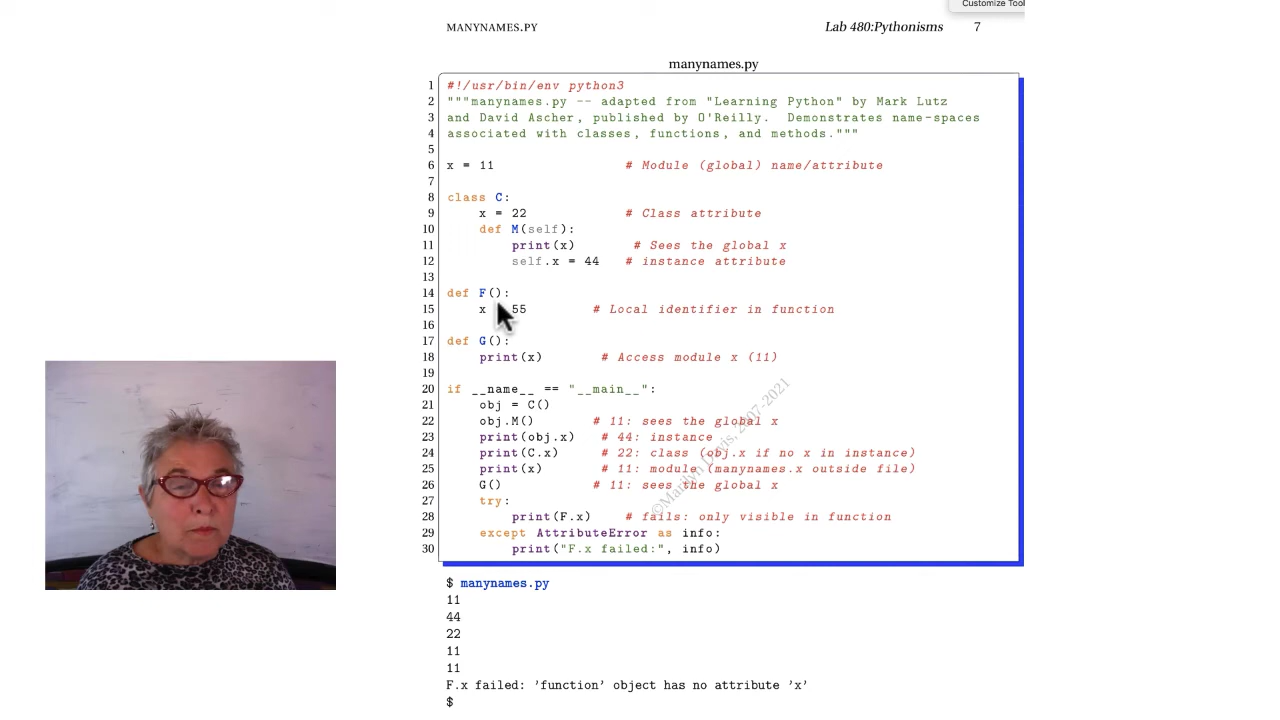 Customize Tool
MANYNAMES.PY Lab 480:Pythonisms 7
manynames.py
1 #!/usr/bin/env python3
2 """manynames.py -- adapted from "Learning Python" by Mark Lutz
3 and David Ascher, published by O'Reilly. Demonstrates name-spaces
4 associated with classes, functions, and methods."""
5
6 x = 11 # Module (global) name/attribute
7
8 class C:
9 x = 22 # Class attribute
10 def M(self):
11 print(x) # Sees the global x
12 self.x = 44 # instance attribute
13
14 def F():
15 x 55 # Local identifier in function
16
17 def G():
18 print(x) # Access module x (11)
19
20 if __name__ == "__main__":
21 obj = C()
22 obj.M() # 11: sees the global x
23 print(obj.x) # 44: instance
24 print(C.x) # 22: class (obj.x if no x in instance)
25 print(x) # 11: module (manynames.x outside file)
26 G() # 11: sees the global x
27 try:
28 print(F.x) # fails: only visible in function
29 except AttributeError as info:
30 print("F.x failed:", info)
©Marilyn Davis, 2007-2021
$ manynames.py
11
44
22
11
11
F.x failed: 'function' object has no attribute 'x'
$